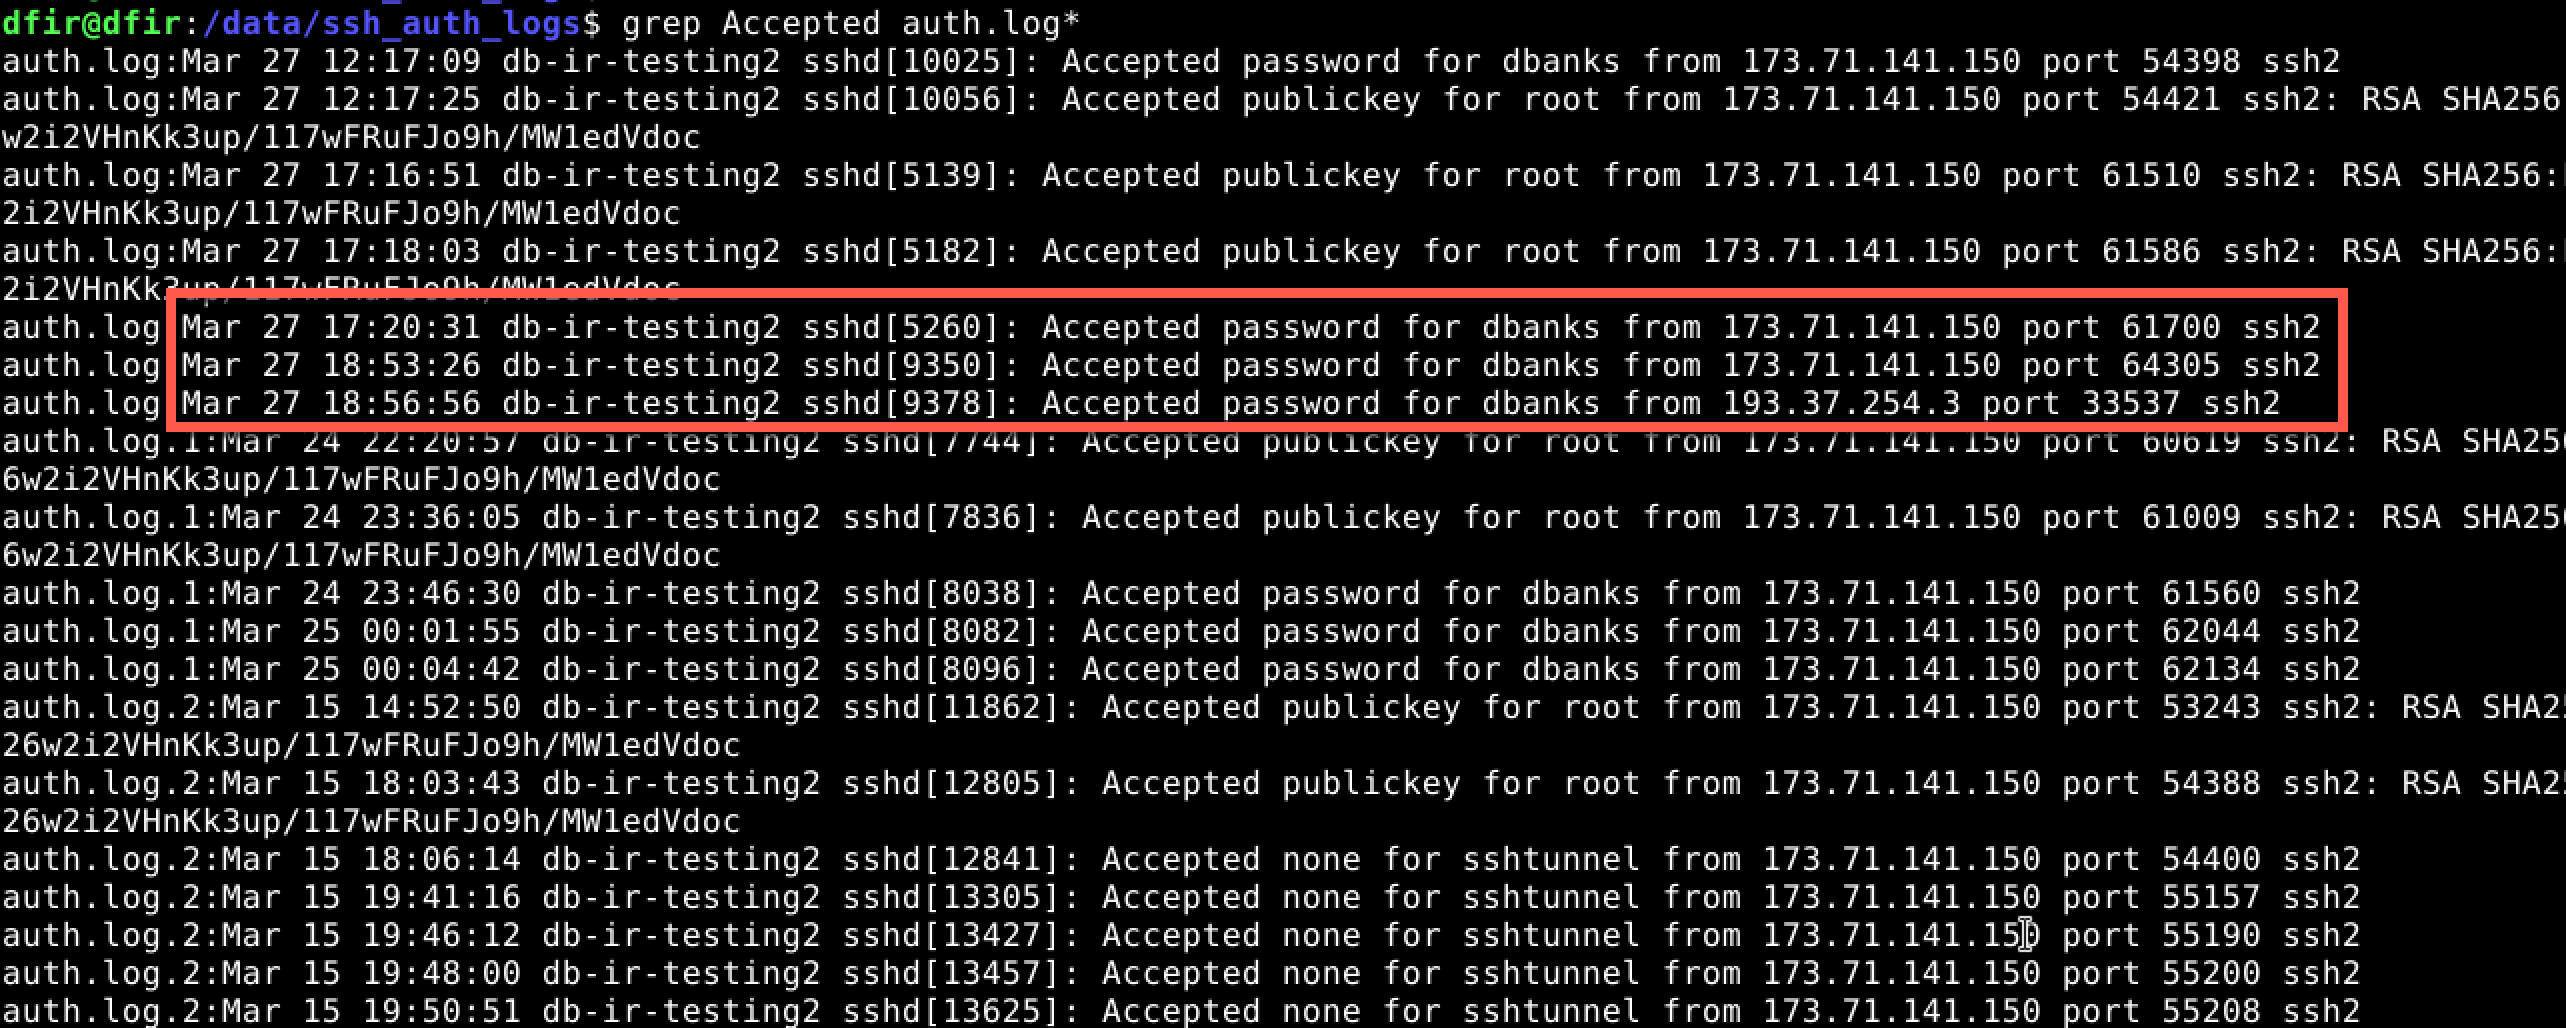 dfir@dfir:/data/ssh_auth_logs$ grep Accepted auth.log*
auth.log:Mar 27 12:17:09 db-ir-testing2 sshd[10025]: Accepted password for dbanks from 173.71.141.150 port 54398 ssh2
auth.log:Mar 27 12:17:25 db-ir-testing2 sshd[10056]: Accepted publickey for root from 173.71.141.150 port 54421 ssh2: RSA SHA256
w2i2VHnKk3up/117wFRuFJo9h/MW1edVdoc
auth.log:Mar 27 17:16:51 db-ir-testing2 sshd[5139]: Accepted publickey for root from 173.71.141.150 port 61510 ssh2: RSA SHA256:
2i2VHnKk3up/117wFRuFJo9h/MW1edVdoc
auth.log:Mar 27 17:18:03 db-ir-testing2 sshd[5182]: Accepted publickey for root from 173.71.141.150 port 61586 ssh2: RSA SHA256:
2i2VHnKk3up/117wFRuFJo9h/MW1edVdoc
auth.log Mar 27 17:20:31 db-ir-testing2 sshd[5260]: Accepted password for dbanks from 173.71.141.150 port 61700 ssh2
auth.log Mar 27 18:53:26 db-ir-testing2 sshd[9350]: Accepted password for dbanks from 173.71.141.150 port 64305 ssh2
auth.log Mar 27 18:56:56 db-ir-testing2 sshd[9378]: Accepted password for dbanks from 193.37.254.3 port 33537 ssh2
auth.log.1:Mar 24 22:20:57 db-ir-testing2 sshd[7744]: Accepted publickey for root from 173.71.141.150 port 60619 ssh2: RSA SHA256
6w2i2VHnKk3up/117wFRuFJo9h/MW1edVdoc
auth.log.1:Mar 24 23:36:05 db-ir-testing2 sshd[7836]: Accepted publickey for root from 173.71.141.150 port 61009 ssh2: RSA SHA256
6w2i2VHnKk3up/117wFRuFJo9h/MW1edVdoc
auth.log.1:Mar 24 23:46:30 db-ir-testing2 sshd[8038]: Accepted password for dbanks from 173.71.141.150 port 61560 ssh2
auth.log.1:Mar 25 00:01:55 db-ir-testing2 sshd[8082]: Accepted password for dbanks from 173.71.141.150 port 62044 ssh2
auth.log.1:Mar 25 00:04:42 db-ir-testing2 sshd[8096]: Accepted password for dbanks from 173.71.141.150 port 62134 ssh2
auth.log.2:Mar 15 14:52:50 db-ir-testing2 sshd[11862]: Accepted publickey for root from 173.71.141.150 port 53243 ssh2: RSA SHA25
26w2i2VHnKk3up/117wFRuFJo9h/MW1edVdoc
auth.log.2:Mar 15 18:03:43 db-ir-testing2 sshd[12805]: Accepted publickey for root from 173.71.141.150 port 54388 ssh2: RSA SHA25
26w2i2VHnKk3up/117wFRuFJo9h/MW1edVdoc
auth.log.2:Mar 15 18:06:14 db-ir-testing2 sshd[12841]: Accepted none for sshtunnel from 173.71.141.150 port 54400 ssh2
auth.log.2:Mar 15 19:41:16 db-ir-testing2 sshd[13305]: Accepted none for sshtunnel from 173.71.141.150 port 55157 ssh2
auth.log.2:Mar 15 19:46:12 db-ir-testing2 sshd[13427]: Accepted none for sshtunnel from 173.71.141.150 port 55190 ssh2
auth.log.2:Mar 15 19:48:00 db-ir-testing2 sshd[13457]: Accepted none for sshtunnel from 173.71.141.150 port 55200 ssh2
auth.log.2:Mar 15 19:50:51 db-ir-testing2 sshd[13625]: Accepted none for sshtunnel from 173.71.141.150 port 55208 ssh2